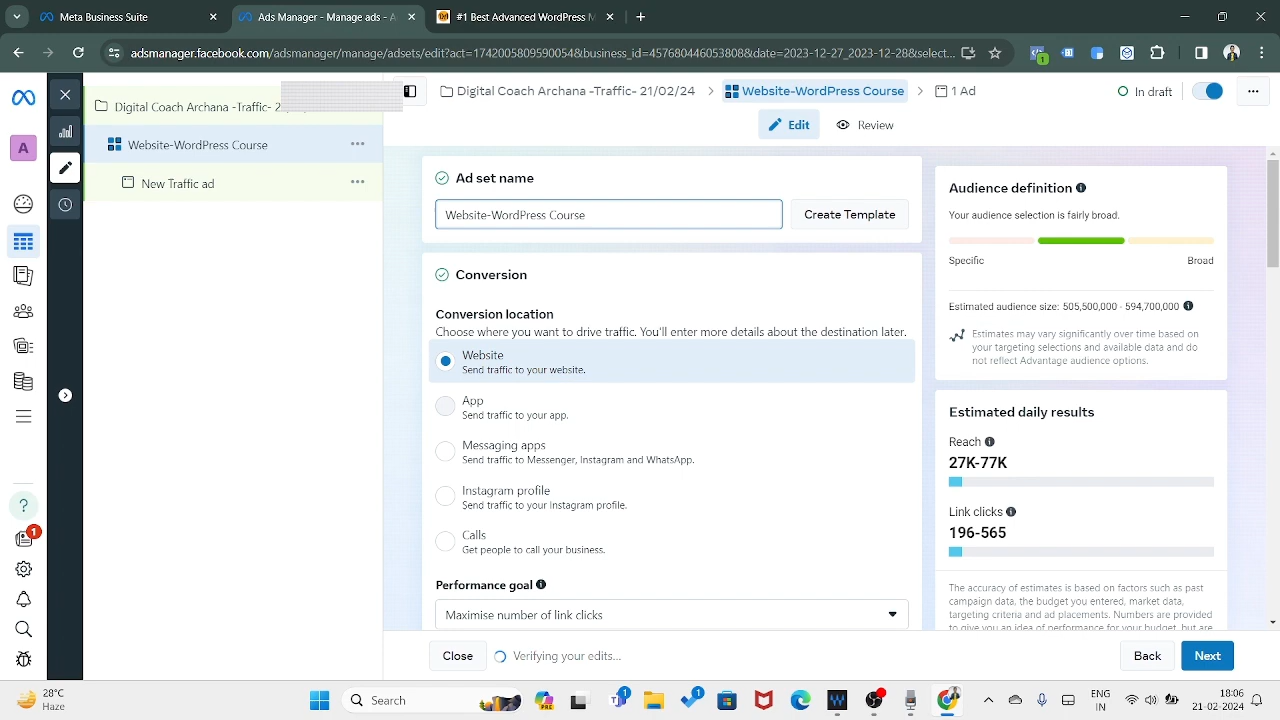 Meta Business Suite
Ads Manager - Manage ads - A
#1 Best Advanced WordPress M
adsmanager.facebook.com/adsmanager/manage/assets/edit?act=1742005809590054&business_id=457680446053808&date=2023-12-27_2023-12-28&select...
1
Digital Coach Archana -Traffic- 2
Digital Coach Archana -Traffic- 21/02/24
Website-WordPress Course
1 Ad
In draft
A
Website-WordPress Course
New Traffic ad
Edit
Review
Ad set name
Website-WordPress Course
Create Template
Conversion
Conversion location
Choose where you want to drive traffic. You'll enter more details about the destination later.
Website
Send traffic to your website.
App
Send traffic to your app.
Messaging apps
Send traffic to Messenger, Instagram and WhatsApp.
Instagram profile
Send traffic to your Instagram profile.
Calls
Get people to call your business.
Performance goal
Maximise number of link clicks
Audience definition
Your audience selection is fairly broad.
Specific
Broad
Estimated audience size: 505,500,000 - 594,700,000
Estimates may vary significantly over time based on
your targeting selections and available data and do
not reflect Advantage audience options.
Estimated daily results
Reach
27K-77K
Link clicks
196-565
The accuracy of estimates is based on factors such as past
campaign data, the budget you entered, market data,
targeting criteria and ad placements. Numbers are provided
to give you an idea of performance for your budget, but are
?
1
Close
Verifying your edits...
Back
Next
28°C
Haze
Search
1
1
ENG
IN
18:06
21-02-2024